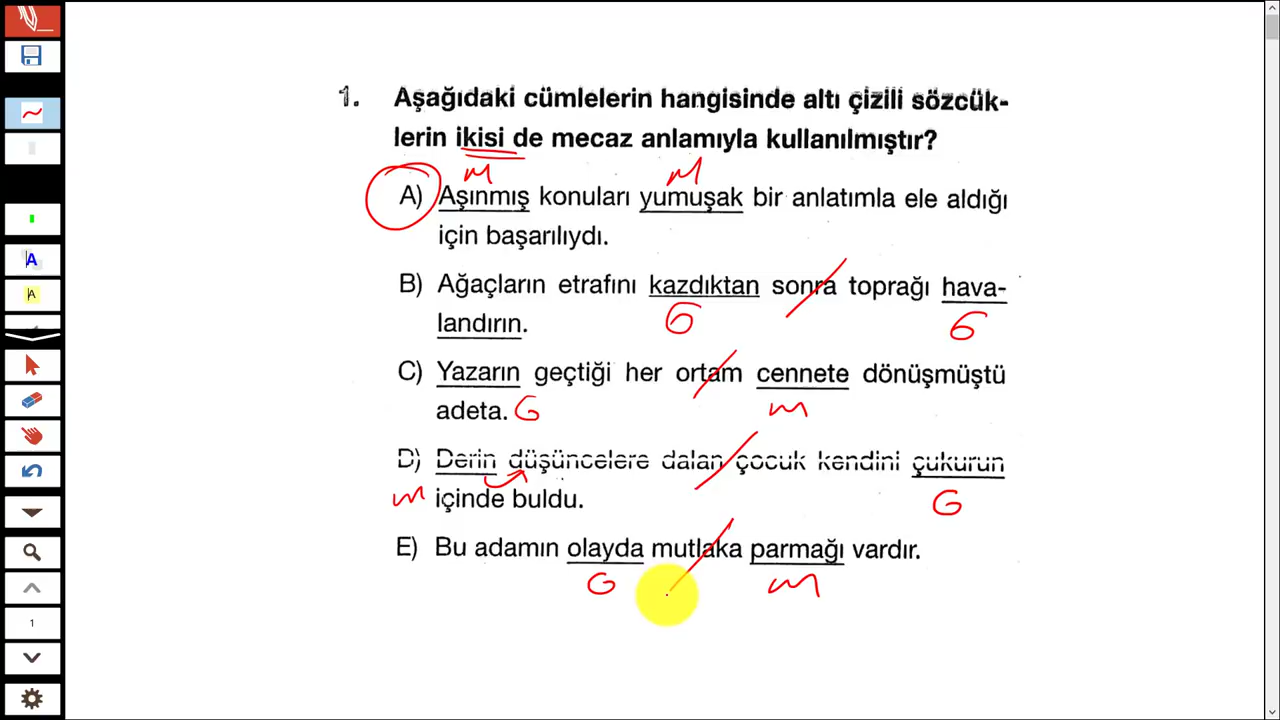 1. Aşağıdaki cümlelerin hangisinde altı çizili sözcük-
lerin ikisi de mecaz anlamıyla kullanılmıştır?
M M
A) Aşınmış konuları yumuşak bir anlatımla ele aldığı
için başarılıydı.
B) Ağaçların etrafını kazdıktan sonra toprağı hava-
landırın.
G G
C) Yazarın geçtiği her ortam cennete dönüşmüştü
adeta. G m
D) Derin düşüncelere dalan çocuk kendini çukurun
m içinde buldu. G
E) Bu adamın olayda mutlaka parmağı vardır.
G m
A
A
1